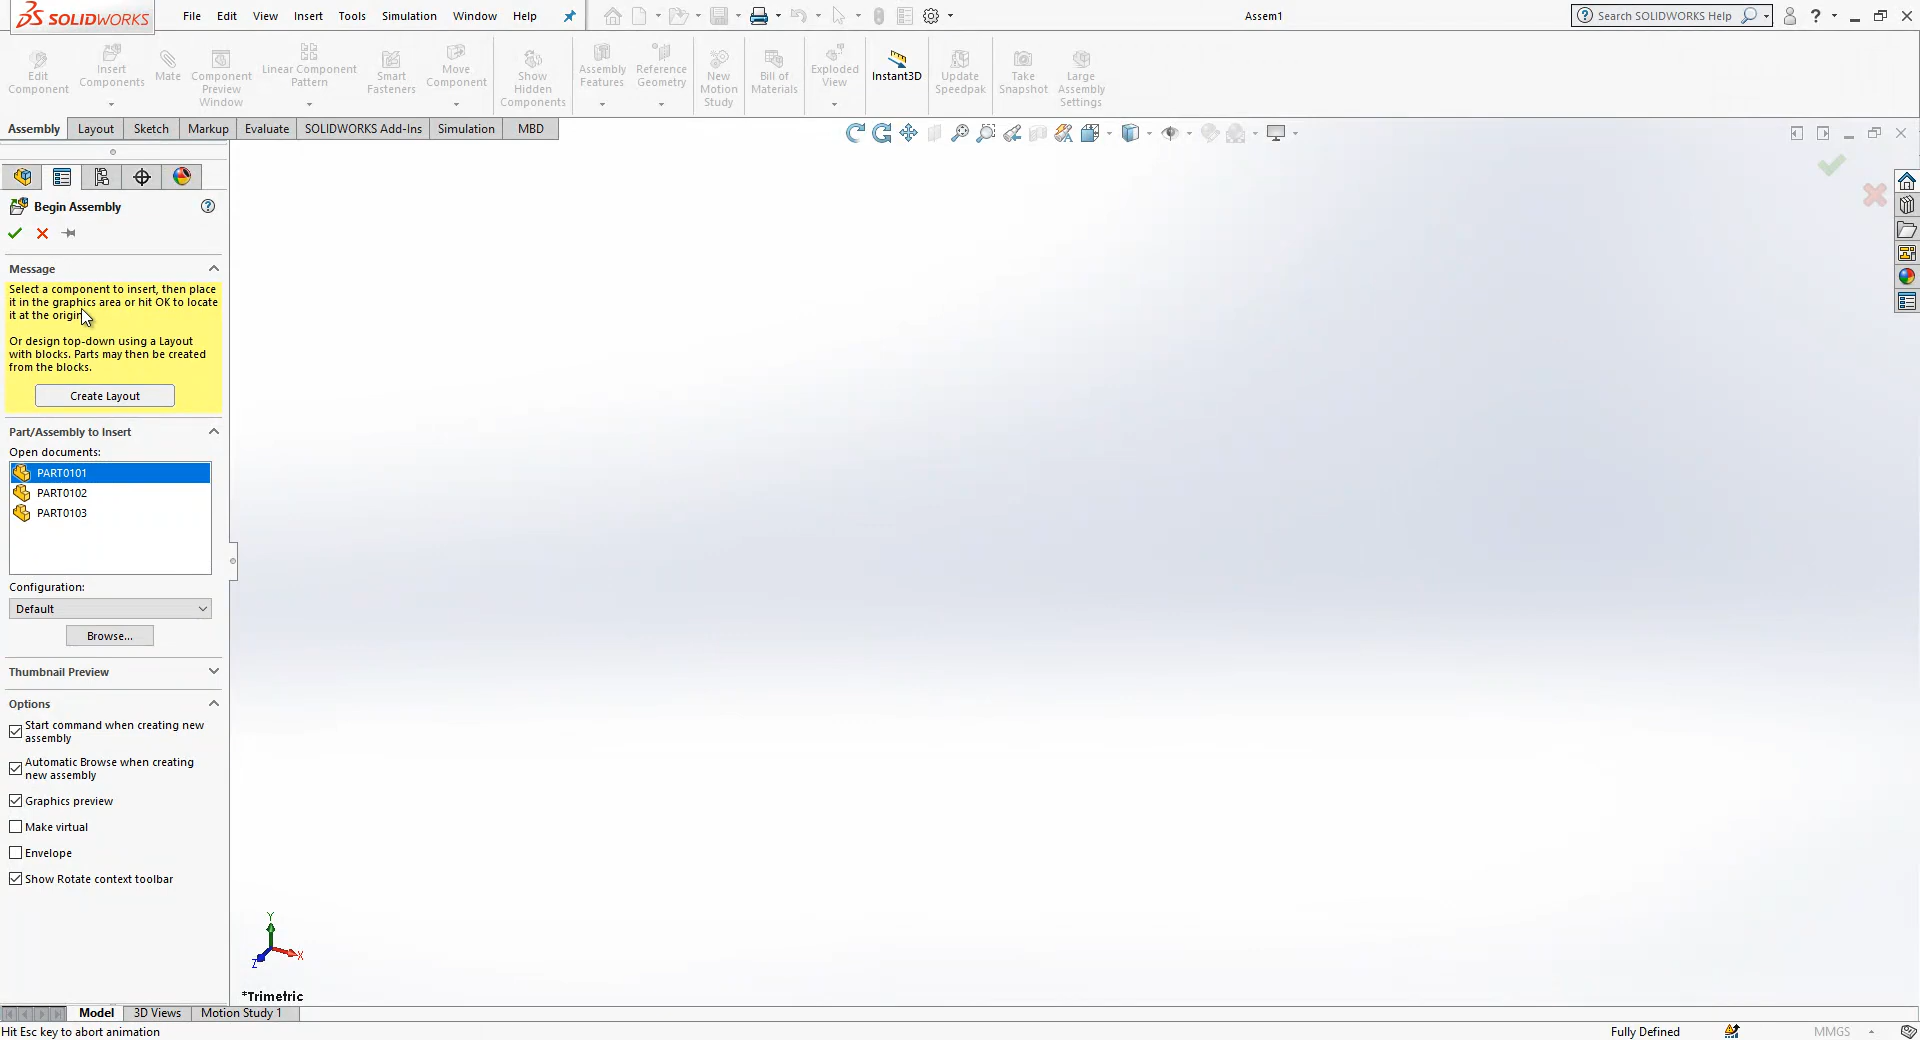 SOLIDWORKS File Edit View Insert Tools Simulation Window Help Assem1 Search SOLIDWORKS Help ?
Edit Component
Insert Components
Mate
Component Preview Window
Linear Component Pattern
Smart Fasteners
Move Component
Show Hidden Components
Assembly Features
Reference Geometry
New Motion Study
Bill of Materials
Exploded View
Instant3D
Update Speedpak
Take Snapshot
Large Assembly Settings
Assembly Layout Sketch Markup Evaluate SOLIDWORKS Add-Ins Simulation MBD
Begin Assembly ?
Message
Select a component to insert, then place
it in the graphics area or hit OK to locate
it at the origin
Or design top-down using a Layout
with blocks. Parts may then be created
from the blocks.
Create Layout
Part/Assembly to Insert
Open documents:
PART0101
PART0102
PART0103
Configuration:
Default
Browse...
Thumbnail Preview
Options
Start command when creating new
assembly
Automatic Browse when creating
new assembly
Graphics preview
Make virtual
Envelope
Show Rotate context toolbar
Y
X
Z
*Trimetric
Model 3D Views Motion Study 1
Hit Esc key to abort animation Fully Defined MMGS